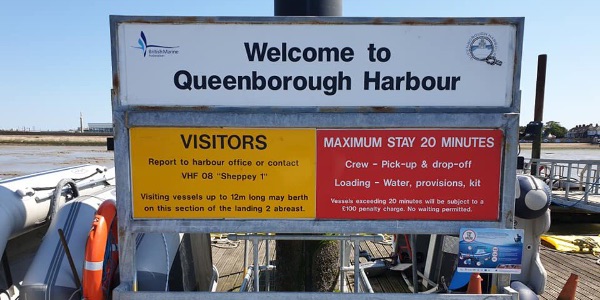 British Marine
Welcome to
Queenborough Harbour
VISITORS
Report to harbour office or contact
VHF 08 "Sheppey 1"
Visiting vessels up to 12m long may berth
on this section of the landing 2 abreast.
MAXIMUM STAY 20 MINUTES
Crew - Pick-up & drop-off
Loading - Water, provisions, kit
Vessels exceeding 20 minutes will be subject to a
£100 penalty charge. No waiting permitted.